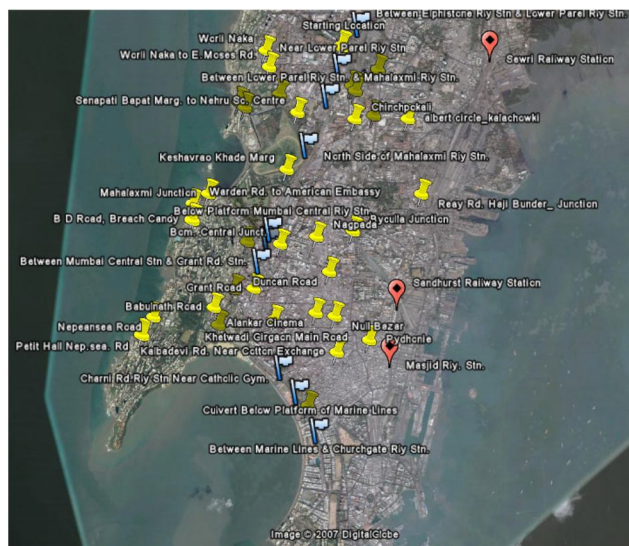 Between Elphistone Rly Stn & Lower Parel Rly Stn.
Starting Location
Worli Naka
Near Lower Parel Rly Stn
Worli Naka to E.Moses Rd.
Sewri Railway Station
Between Lower Parel Rly Stn. & Mahalaxmi Rly Stn.
Senapati Bapat Marg. to Nehru Sc. Centre
Chinchpokali
albert circle_kalachowki
Keshavrao Khade Marg
North Side of Mahalaxmi Rly Stn.
Mahalaxmi Junction
Warden Rd. to American Embassy
Reay Rd. Haji Bunder_ Junction
B D Road, Breach Candy
Below Platform Mumbai Central Rly Stn
Byculla Junction
Nagpada
Bom. Central Junct.
Between Mumbai Central Stn & Grant Rd. Stn.
Sandhurst Railway Station
Duncan Road
Grant Road
Babulnath Road
Nepeansea Road
Alankar Cinema
Null Bazar
Khetwadi Girgaon Main Road
Pydhonie
Petit Hall Nep.sea. Rd
Kalbadevi Rd. Near Cotton Exchange
Masjid Rly. Stn.
Charni Rd.Rly Stn Near Catholic Gym.
Culvert Below Platform of Marine Lines
Between Marine Lines & Churchgate Rly Stn.
Image © 2007 DigitalGlobe